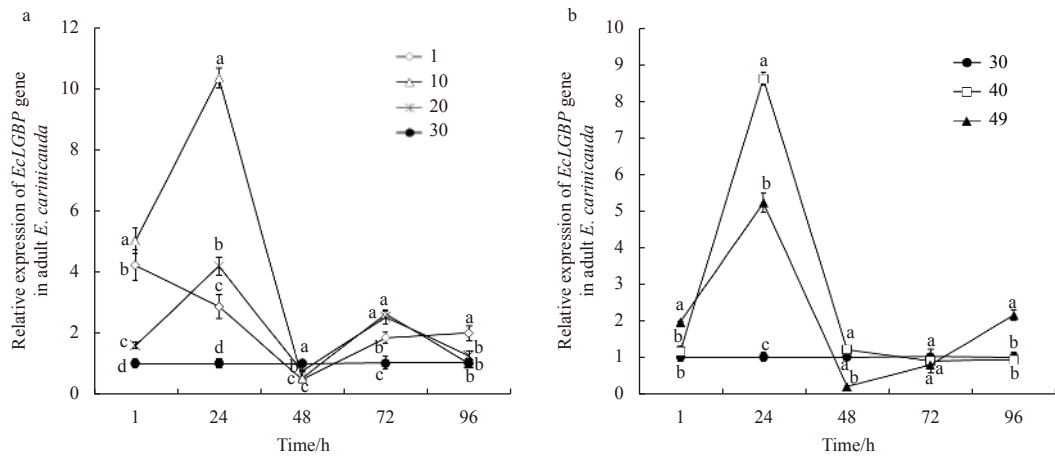 a
Relative expression of EcLGBP gene
in adult E. carinicauda
12
10
8
6
4
2
0
1
10
20
30
a
b
c
d
a
b
c
d
a
b
c
c
a
a
b
c
a
b
b
b
1 24 48 72 96
Time/h
b
Relative expression of EcLGBP gene
in adult E. carinicauda
10
9
8
7
6
5
4
3
2
1
0
30
40
49
a
b
b
a
b
c
a
a
b
a
a
a
a
b
b
1 24 48 72 96
Time/h